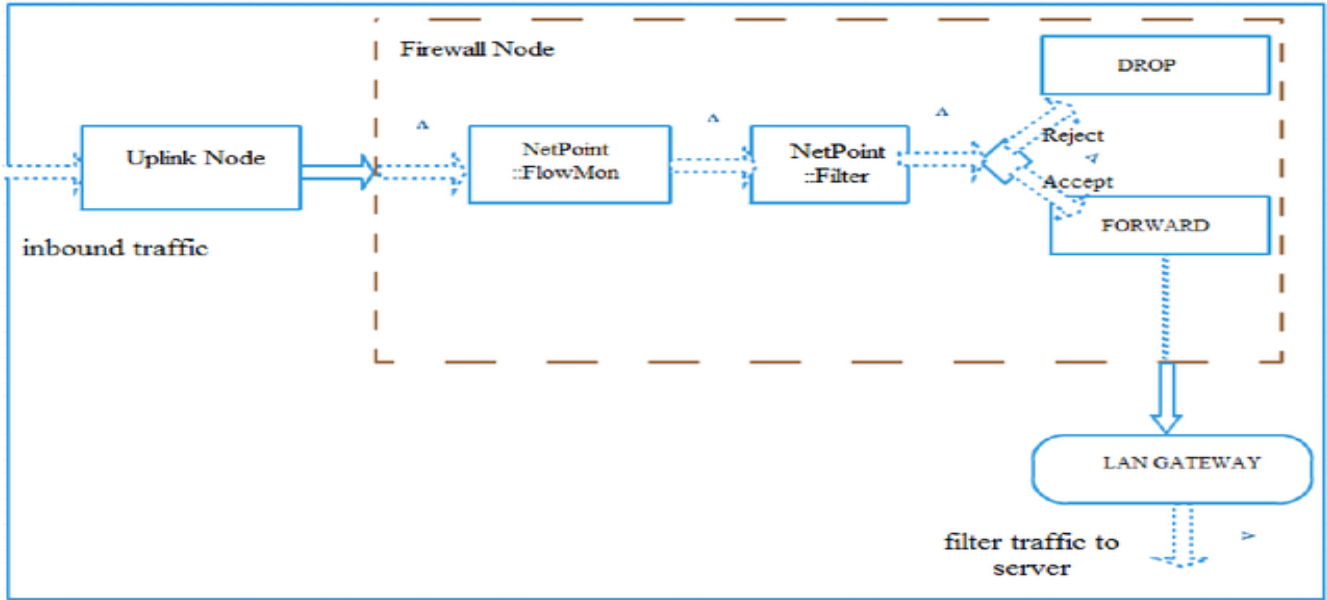 Firewall Node
DROP
Uplink Node
NetPoint
::FlowMon
NetPoint
::Filter
Reject
Accept
FORWARD
inbound traffic
LAN GATEWAY
filter traffic to
server